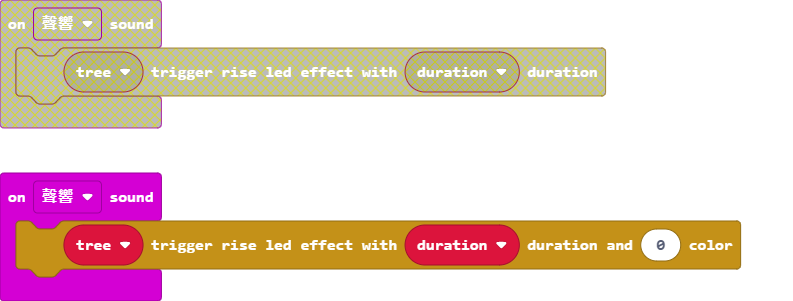 on 聲響 sound
tree trigger rise led effect with duration duration
on 聲響 sound
tree trigger rise led effect with duration duration and 0 color